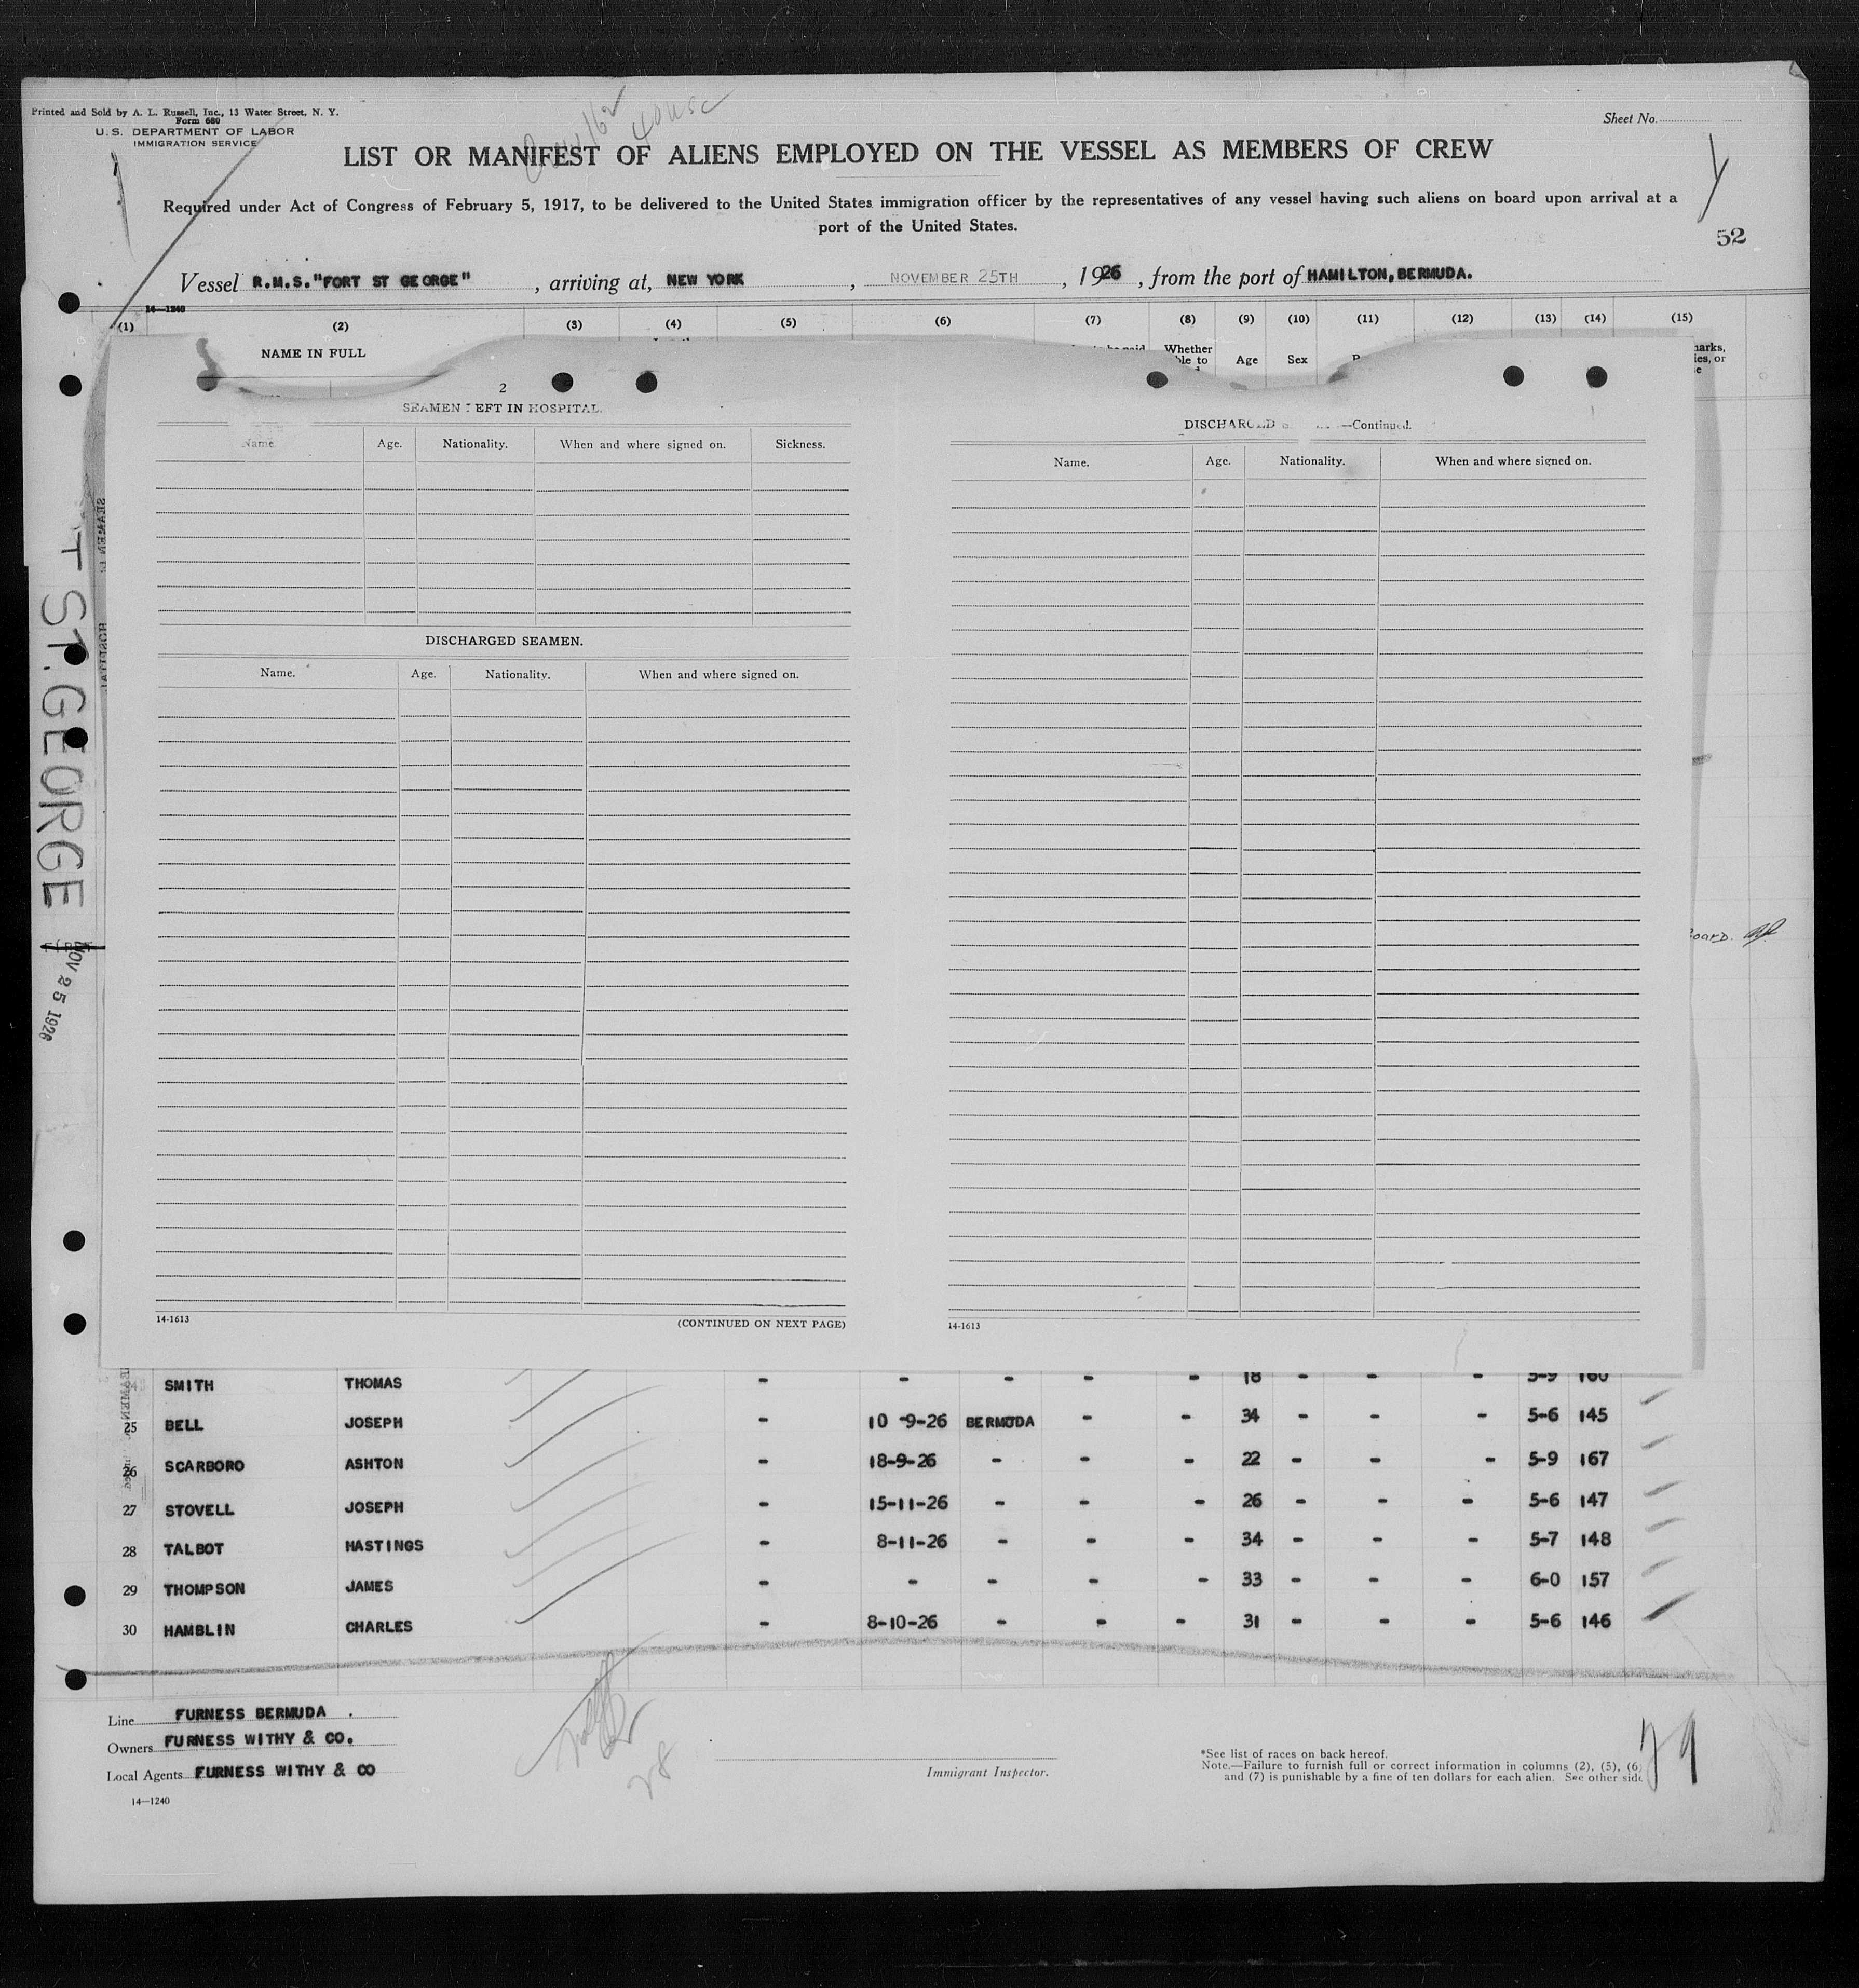 Printed and Sold by A. L. Russell, Inc., 13 Water Street, N. Y.
Form 680
U. S. DEPARTMENT OF LABOR
IMMIGRATION SERVICE
Sheet No.
LIST OR MANIFEST OF ALIENS EMPLOYED ON THE VESSEL AS MEMBERS OF CREW
Required under Act of Congress of February 5, 1917, to be delivered to the United States immigration officer by the representatives of any vessel having such aliens on board upon arrival at a
port of the United States.
52
Vessel R.M.S."FORT ST GEORGE" , arriving at, NEW YORK , NOVEMBER 25TH , 1926 , from the port of HAMILTON, BERMUDA.
14—1240
(1) (2) (3) (4) (5) (6) (7) (8) (9) (10) (11) (12) (13) (14) (15)
NAME IN FULL Whether Age Sex
2
SEAMEN LEFT IN HOSPITAL.
Name. Age. Nationality. When and where signed on. Sickness.
DISCHARGED SEAMEN.
Name. Age. Nationality. When and where signed on.
14-1613 (CONTINUED ON NEXT PAGE)
DISCHARGED —Continued.
Name. Age. Nationality. When and where signed on.
14-1613
T ST. GEORGE
NOV 25 1926
SMITH THOMAS - - - - - 18 - - - 5-9 160
25 BELL JOSEPH - 10 -9-26 BERMUDA - - 34 - - - 5-6 145
26 SCARBORO ASHTON - 18-9-26 - - - 22 - - - 5-9 167
27 STOVELL JOSEPH - 15-11-26 - - - 26 - - - 5-6 147
28 TALBOT HASTINGS - 8-11-26 - - - 34 - - - 5-7 148
29 THOMPSON JAMES - - - - - 33 - - - 6-0 157
30 HAMBLIN CHARLES - 8-10-26 - - - 31 - - - 5-6 146
Line FURNESS BERMUDA .
Owners FURNESS WITHY & CO.
Local Agents FURNESS WITHY & CO
14—1240
28
Immigrant Inspector.
*See list of races on back hereof.
Note.—Failure to furnish full or correct information in columns (2), (5), (6)
and (7) is punishable by a fine of ten dollars for each alien. See other side
79